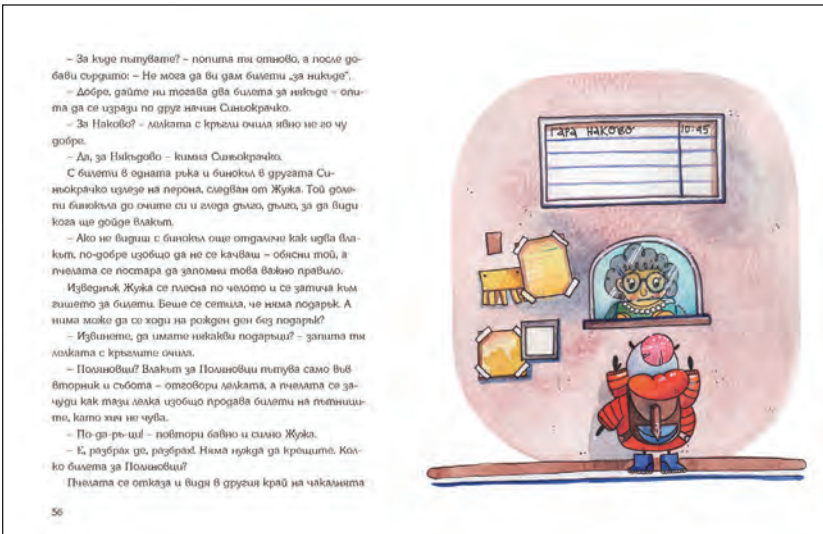 – За къде пътувате? – попита тя отново, а после до-
бави сърдито: – Не мога да ви дам билети „за никъде“.
– Добре, дайте ни тогава два билета за някъде – опи-
та да се изрази по друг начин Синьокрачко.
– За Наково? – лелката с кръгли очила явно не го чу
добре.
– Да, за Някъдово – кимна Синьокрачко.
С билети в едната ръка и бинокъл в другата Си-
ньокрачко излезе на перона, следван от Жужа. Той доле-
пи бинокъла до очите си и гледа дълго, дълго, за да види
кога ще дойде влакът.
– Ако не видиш с бинокъл още отдалече как идва вла-
кът, по-добре изобщо да не се качваш – обясни той, а
пчелата се постара да запомни това важно правило.
Изведнъж Жужа се плесна по челото и се затича към
гишето за билети. Беше се сетила, че няма подарък. А
нима може да се ходи на рожден ден без подарък?
– Извинете, да имате някакви подаръци? – запита тя
лелката с кръглите очила.
– Поляновци? Влакът за Поляновци пътува само във
вторник и събота – отговори лелката, а пчелата се за-
чуди как тази лелка изобщо продава билети на пътници-
те, като хич не чува.
– По-да-ръ-ци! – повтори бавно и силно Жужа.
– Е, разбрах де, разбрах! Няма нужда да крещите. Кол-
ко билета за Поляновци?
Пчелата се отказа и видя в другия край на чакалнята
56
ГАРА НАКОВО 10:45